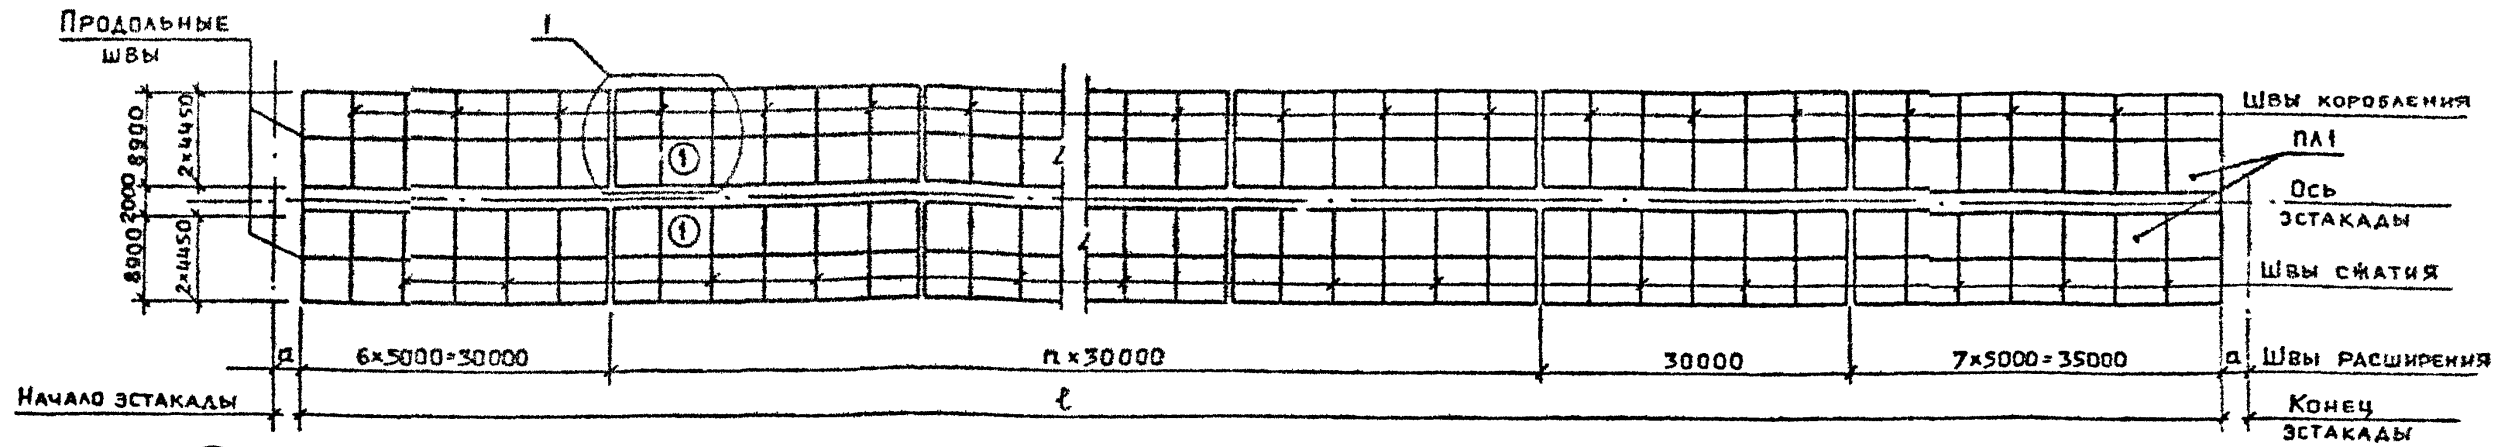 Продольные
швы
1
8900
2×4450
2000
8900
2×4450
1
1
Швы коробления
Пл1
Ось
эстакады
Швы сжатия
а
6×5000=30000
n×30000
30000
7×5000=35000
а
Швы расширения
Начало эстакады
ℓ
Конец
эстакады